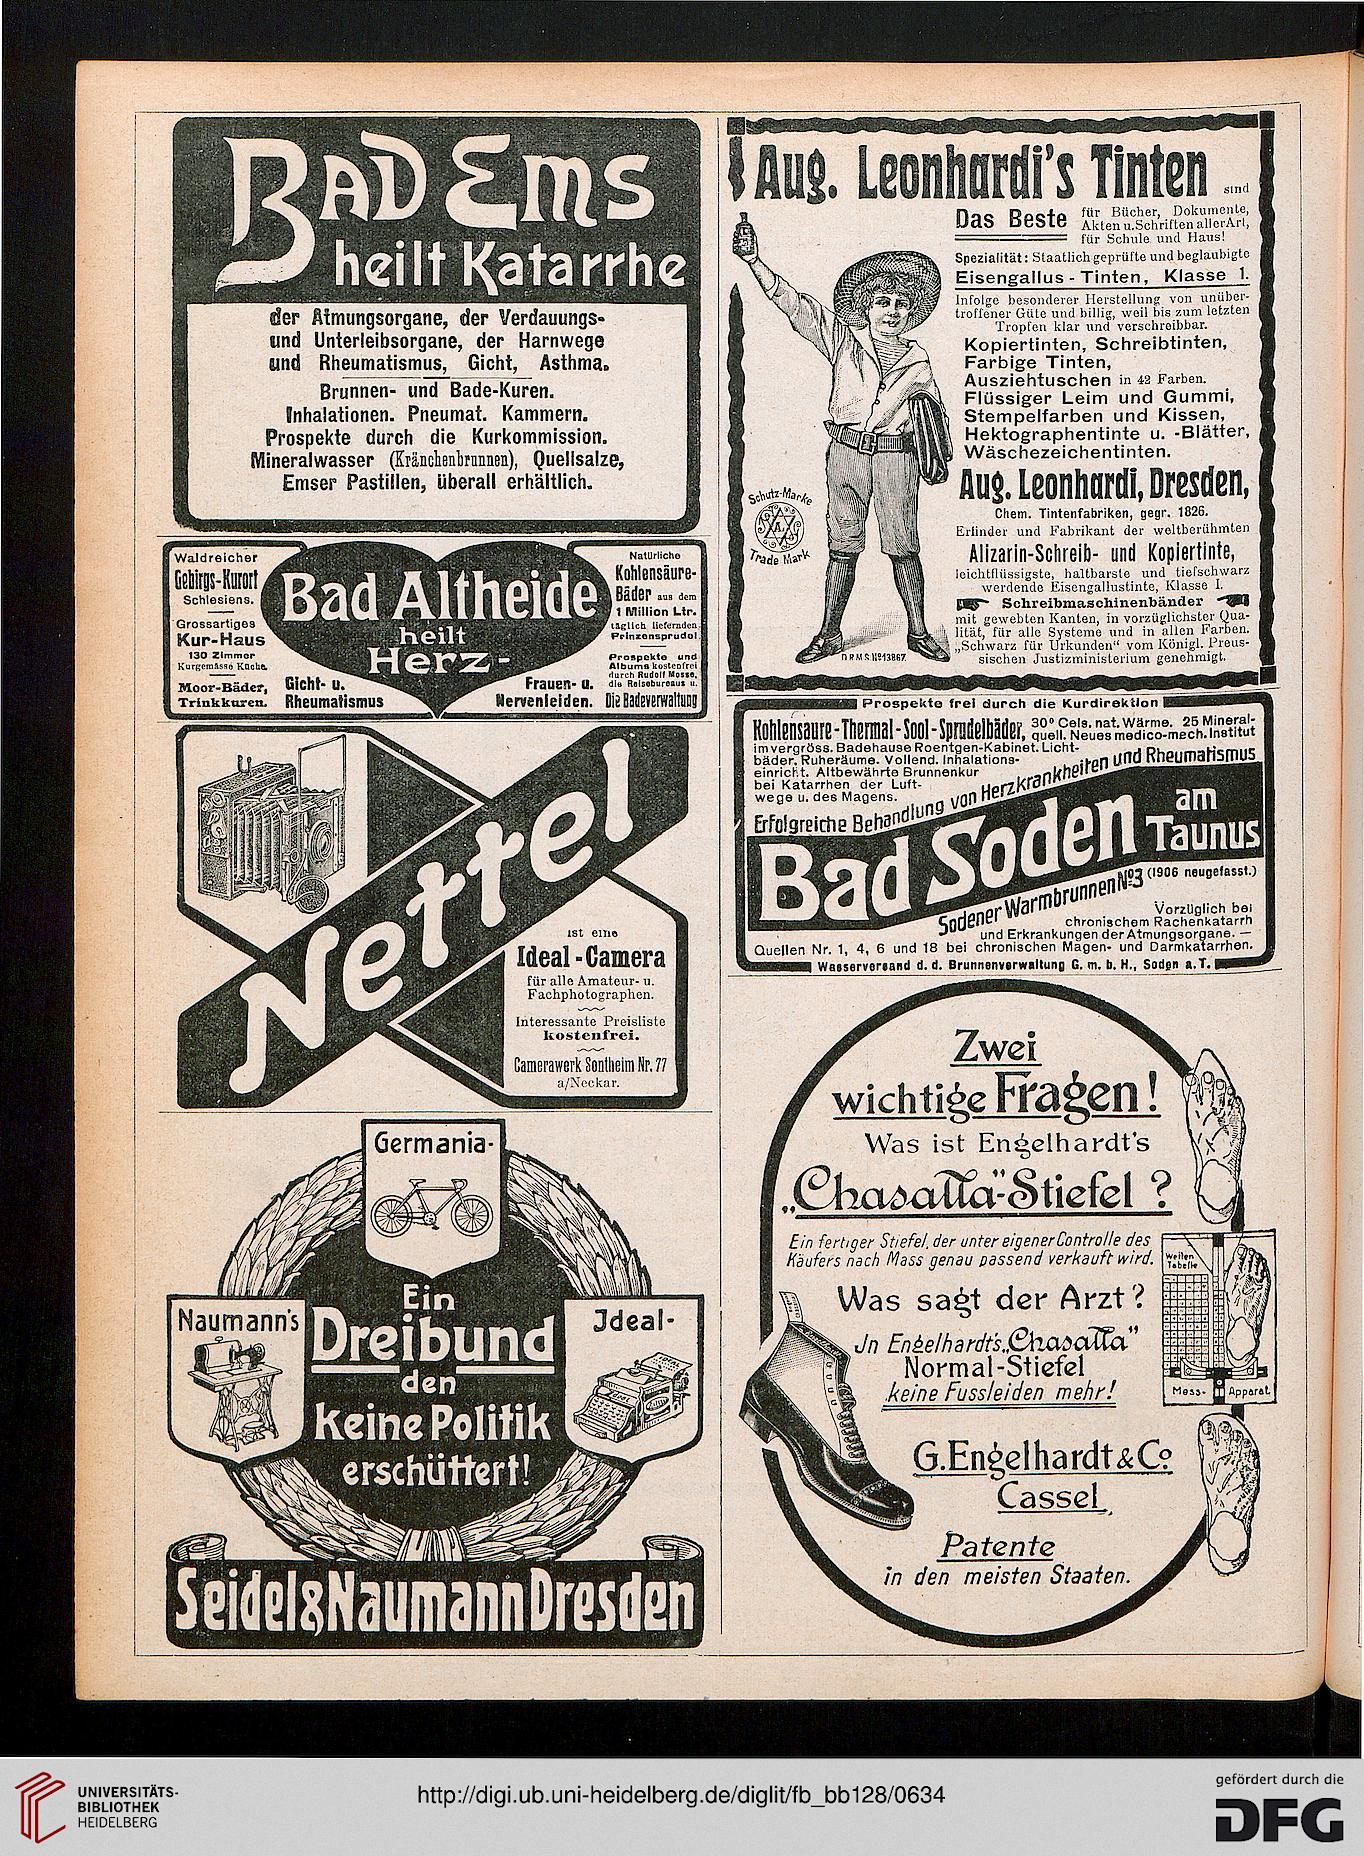 BAD Ems
heilt Katarrhe
der Atmungsorgane, der Verdauungs-
und Unterleibsorgane, der Harnwege
und Rheumatismus, Gicht, Asthma.
Brunnen- und Bade-Kuren.
Inhalationen. Pneumat. Kammern.
Prospekte durch die Kurkommission.
Mineralwasser (Kränchenbrunnen), Quellsalze,
Emser Pastillen, überall erhältlich.
Waldreicher
Gebirgs-Kurort
Schlesiens.
Grossartiges
Kur-Haus
130 Zimmer
Kurgemässe Küche.
Moor-Bäder,
Trinkkuren.
Bad Altheide
heilt
Herz-
Gicht- u.
Rheumatismus
Frauen- u.
Nervenleiden.
Natürliche
Kohlensäure-
Bäder aus dem
1 Million Ltr.
täglich liefernden
Prinzensprudel
Prospekte und
Albums kostenfrei
durch Rudolf Mosse,
die Reisebureaus u.
Die Badeverwaltung
Nettel
ist eine
Ideal-Camera
für alle Amateur- u.
Fachphotographen.
Interessante Preisliste
kostenfrei.
Camerawerk Sontheim Nr. 77
a/Neckar.
Germania-
Naumann's
Ideal-
Ein
Dreibund
den
keine Politik
erschüttert!
Seidel & Naumann Dresden
Aug. Leonhardi's Tinten
sind
Das Beste für Bücher, Dokumente,
Akten u. Schriften aller Art,
für Schule und Haus!
Spezialität: Staatlich geprüfte und beglaubigte
Eisengallus-Tinten, Klasse 1.
Infolge besonderer Herstellung von unüber-
troffener Güte und billig, weil bis zum letzten
Tropfen klar und verschreibbar.
Kopiertinten, Schreibtinten,
Farbige Tinten,
Ausziehtuschen in 42 Farben.
Flüssiger Leim und Gummi,
Stempelfarben und Kissen,
Hektographentinte u. -Blätter,
Wäschezeichentinten.
Aug. Leonhardi, Dresden,
Chem. Tintenfabriken, gegr. 1826.
Erfinder und Fabrikant der weltberühmten
Alizarin-Schreib- und Kopiertinte,
leichtflüssigste, haltbarste und tiefschwarz
werdende Eisengallustinte, Klasse I.
Schreibmaschinenbänder
mit gewebten Kanten, in vorzüglichster Qua-
lität, für alle Systeme und in allen Farben.
„Schwarz für Urkunden“ vom Königl. Preus-
sischen Justizministerium genehmigt.
Schutz-Marke
A.L.
Trade Mark
D.R.M.S. №13867.
Prospekte frei durch die Kurdirektion
Kohlensäure-Thermal-Sool-Sprudelbäder, 30° Cels. nat. Wärme. 25 Mineral-
quell. Neues medico-mech. Institut
im vergröss. Badehause Roentgen-Kabinet. Licht-
bäder. Ruheräume. Vollend. Inhalations-
einricht. Altbewährte Brunnenkur
bei Katarrhen der Luft-
wege u. des Magens.
Erfolgreiche Behandlung von Herzkrankheiten und Rheumatismus
Bad Soden am
Taunus
Sodener Warmbrunnen №3 (1906 neugefasst.)
Vorzüglich bei
chronischem Rachenkatarrh
und Erkrankungen der Atmungsorgane. —
Quellen Nr. 1, 4, 6 und 18 bei chronischen Magen- und Darmkatarrhen.
Wasserversand d. d. Brunnenverwaltung G. m. b. H., Soden a. T.
Zwei
wichtige Fragen!
Was ist Engelhardt's
„Chasalla“-Stiefel?
Ein fertiger Stiefel, der unter eigener Controlle des
Käufers nach Mass genau passend verkauft wird.
Was sagt der Arzt?
In Engelhardt's „Chasalla“
Normal-Stiefel
keine Fussleiden mehr!
Weiten
Tabelle
Mess-Apparat
G. Engelhardt & Co
Cassel.
Patente
in den meisten Staaten.
UNIVERSITÄTS-
BIBLIOTHEK
HEIDELBERG
http://digi.ub.uni-heidelberg.de/diglit/fb_bb128/0634
gefördert durch die
DFG